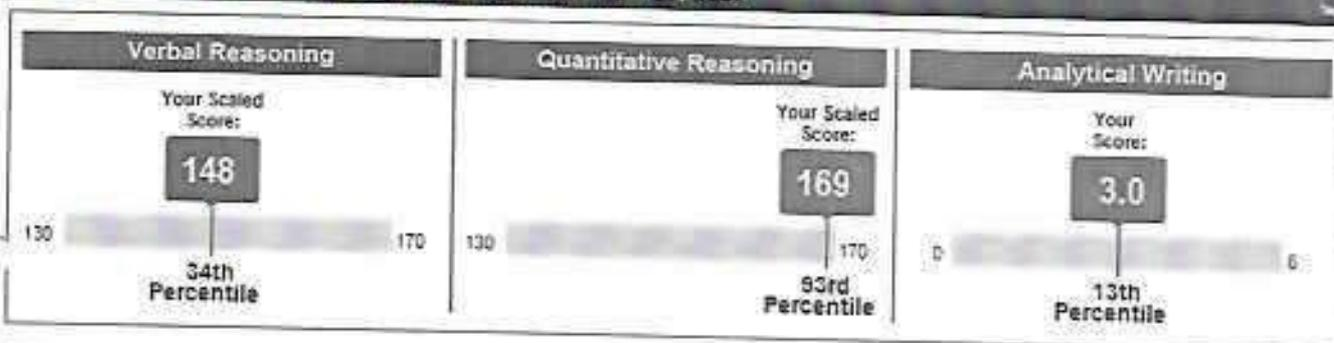 Verbal Reasoning
Your Scaled
Score:
148
130
170
34th
Percentile
Quantitative Reasoning
Your Scaled
Score:
169
130
170
93rd
Percentile
Analytical Writing
Your
Score:
3.0
0
6
13th
Percentile